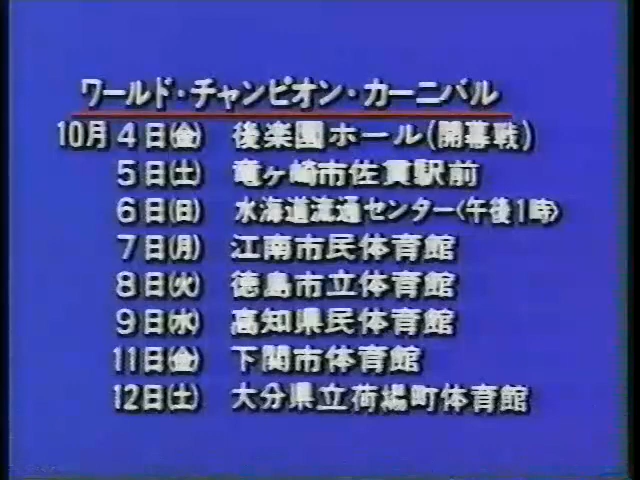 ワールド・チャンピオン・カーニバル
10月4日(金) 後楽園ホール(開幕戦)
5日(土) 竜ヶ崎市佐貫駅前
6日(日) 水海道流通センター(午後1時)
7日(月) 江南市民体育館
8日(火) 徳島市立体育館
9日(水) 高知県民体育館
11日(金) 下関市体育館
12日(土) 大分県立荷揚町体育館